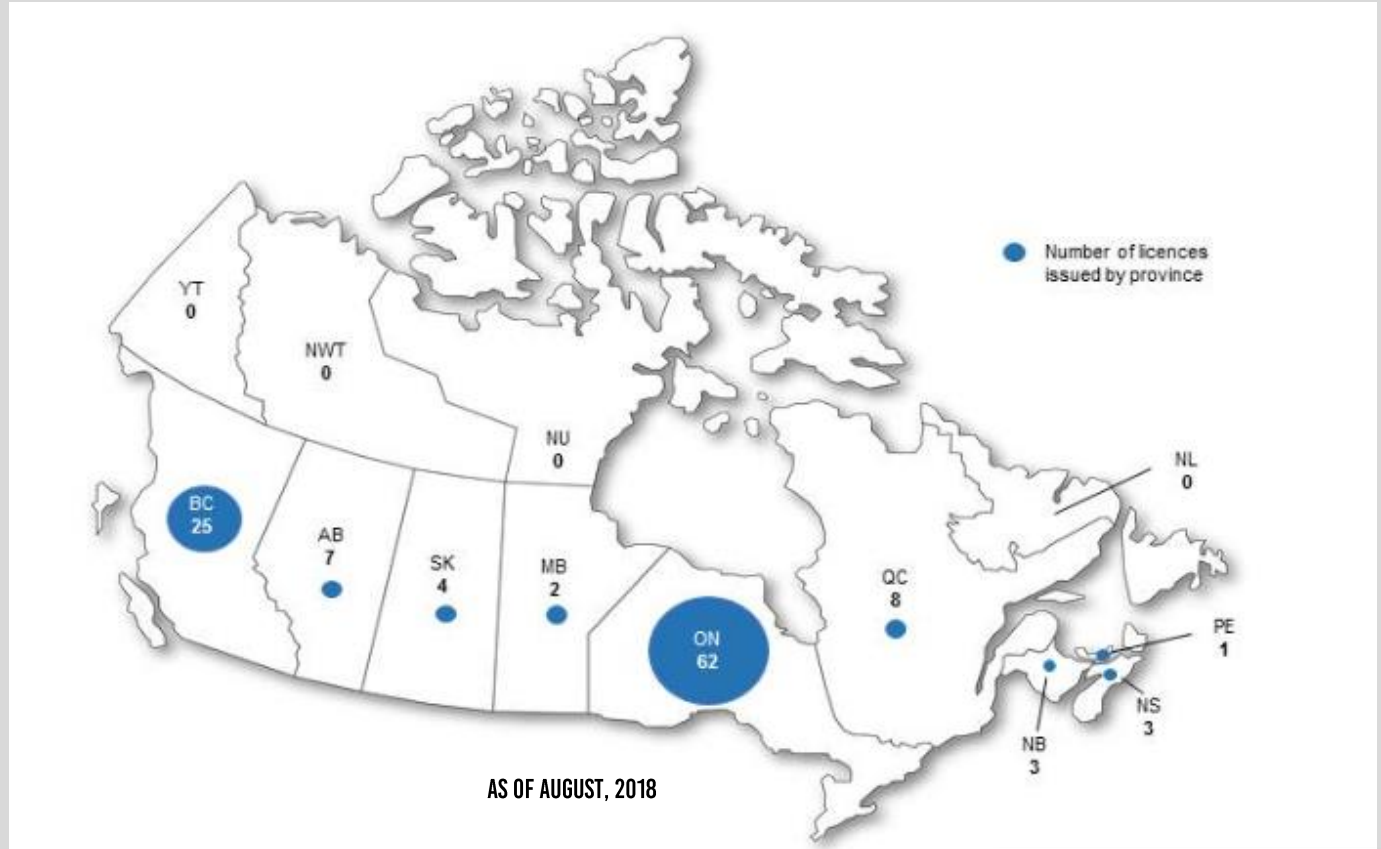 YT
0
NWT
0
NU
0
Number of licences
issued by province
NL
0
BC
25
AB
7
SK
4
MB
2
ON
62
QC
8
PE
1
NS
3
NB
3
AS OF AUGUST, 2018